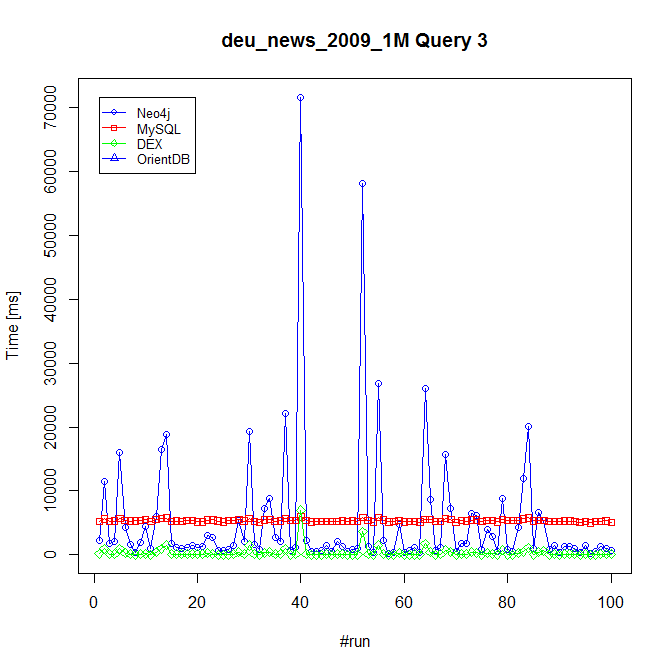 deu_news_2009_1M Query 3
Neo4j
MySQL
DEX
OrientDB
Time [ms]
70000
60000
50000
40000
30000
20000
10000
0
0 20 40 60 80 100
#run